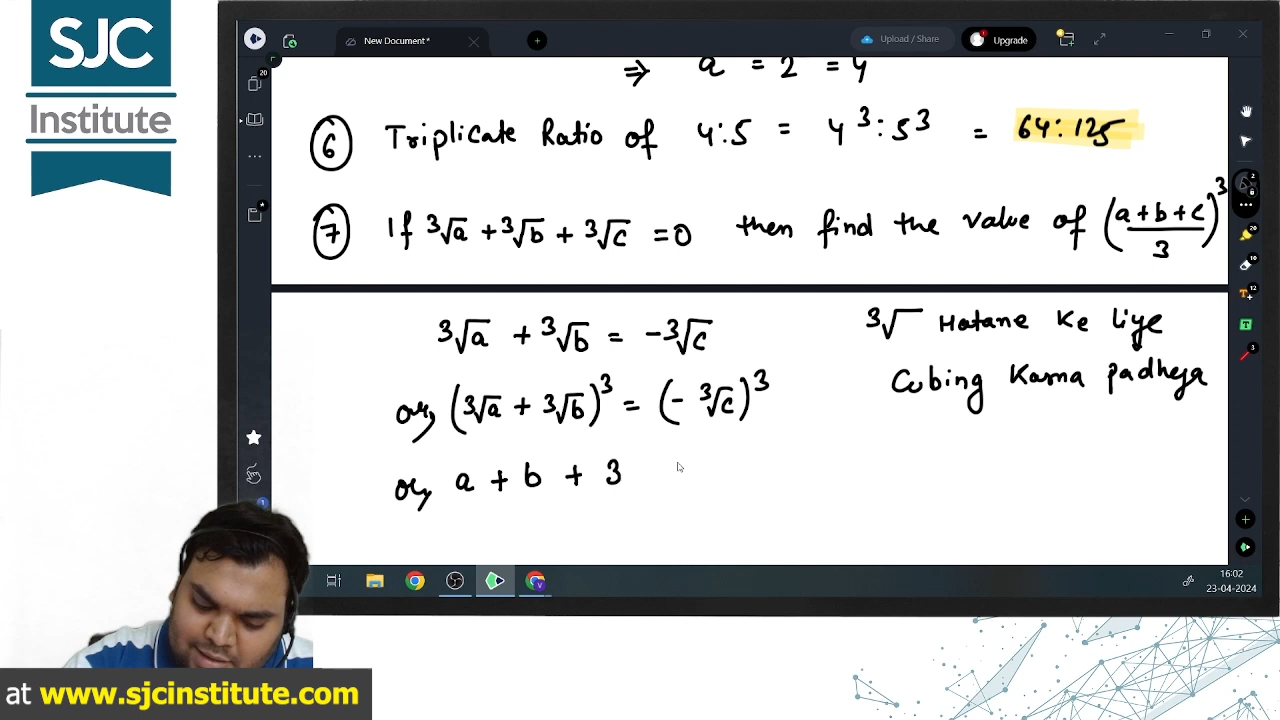 SJC
Institute
New Document*
Upload / Share
Upgrade
⇒ a = 2 = 4
6 Triplicate Ratio of 4:5 = 4³:5³ = 64:125
7 If ³√a + ³√b + ³√c = 0 then find the value of (a+b+c/3)³
³√a + ³√b = -³√c
³√ Hatane Ke liye
Cubing Karna padhega
or, (³√a + ³√b)³ = (- ³√c)³
or, a + b + 3
16:02
23-04-2024
at www.sjcinstitute.com